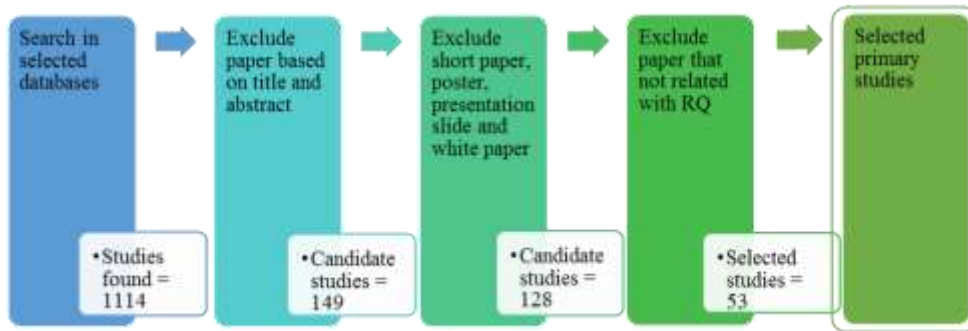 Search in
selected
databases
•Studies
found =
1114
Exclude
paper based
on title and
abstract
•Candidate
studies =
149
Exclude
short paper,
poster,
presentation
slide and
white paper
•Candidate
studies =
128
Exclude
paper that
not related
with RQ
•Selected
studies =
53
Selected
primary
studies